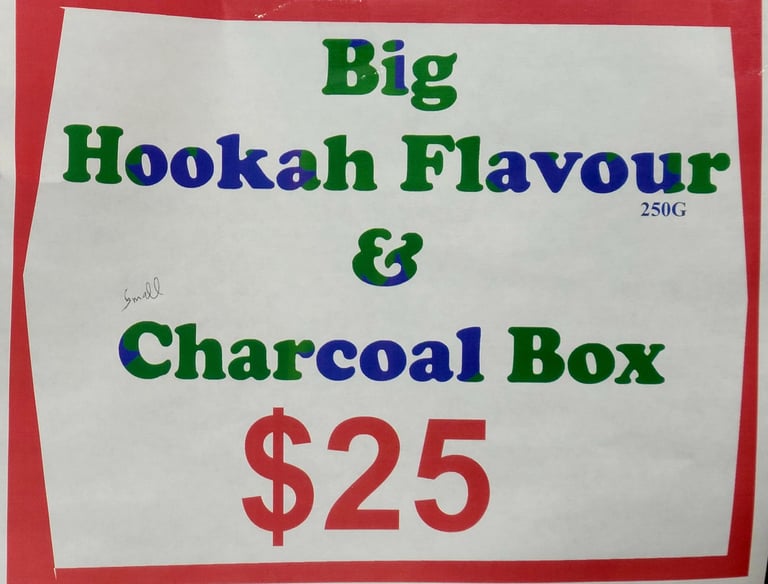 Big
Hookah Flavour
250G
&
small
Charcoal Box
$25